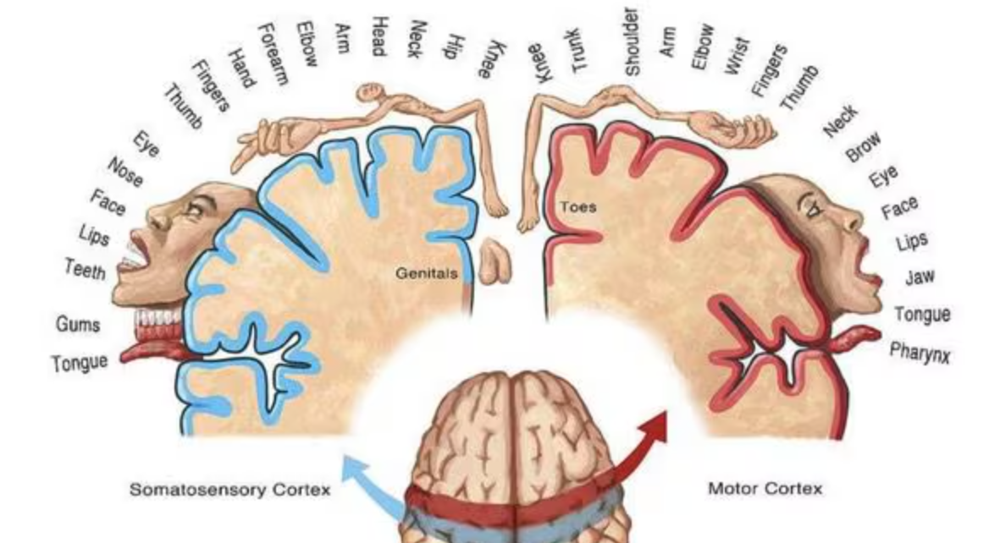 Tongue
Gums
Teeth
Lips
Face
Nose
Eye
Thumb
Fingers
Hand
Forearm
Elbow
Arm
Head
Neck
Hip
Knee
Genitals
Somatosensory Cortex
Knee
Trunk
Shoulder
Arm
Elbow
Wrist
Fingers
Thumb
Neck
Brow
Eye
Face
Lips
Jaw
Tongue
Pharynx
Toes
Motor Cortex